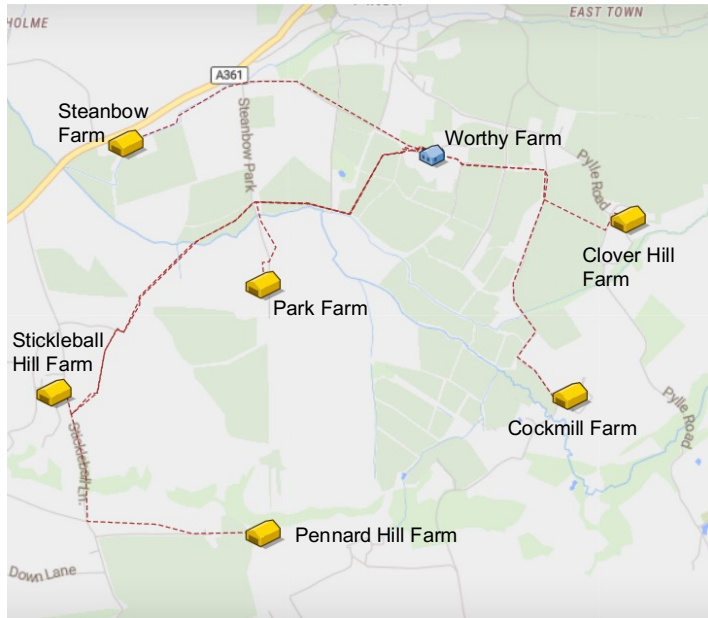 HOLME
EAST TOWN
A361
Steanbow
Farm
Steanbow Park
Worthy Farm
Pylle Road
Clover Hill
Farm
Park Farm
Stickleball
Hill Farm
Stickleball Ln.
Cockmill Farm
Pylle Road
Pennard Hill Farm
Down Lane